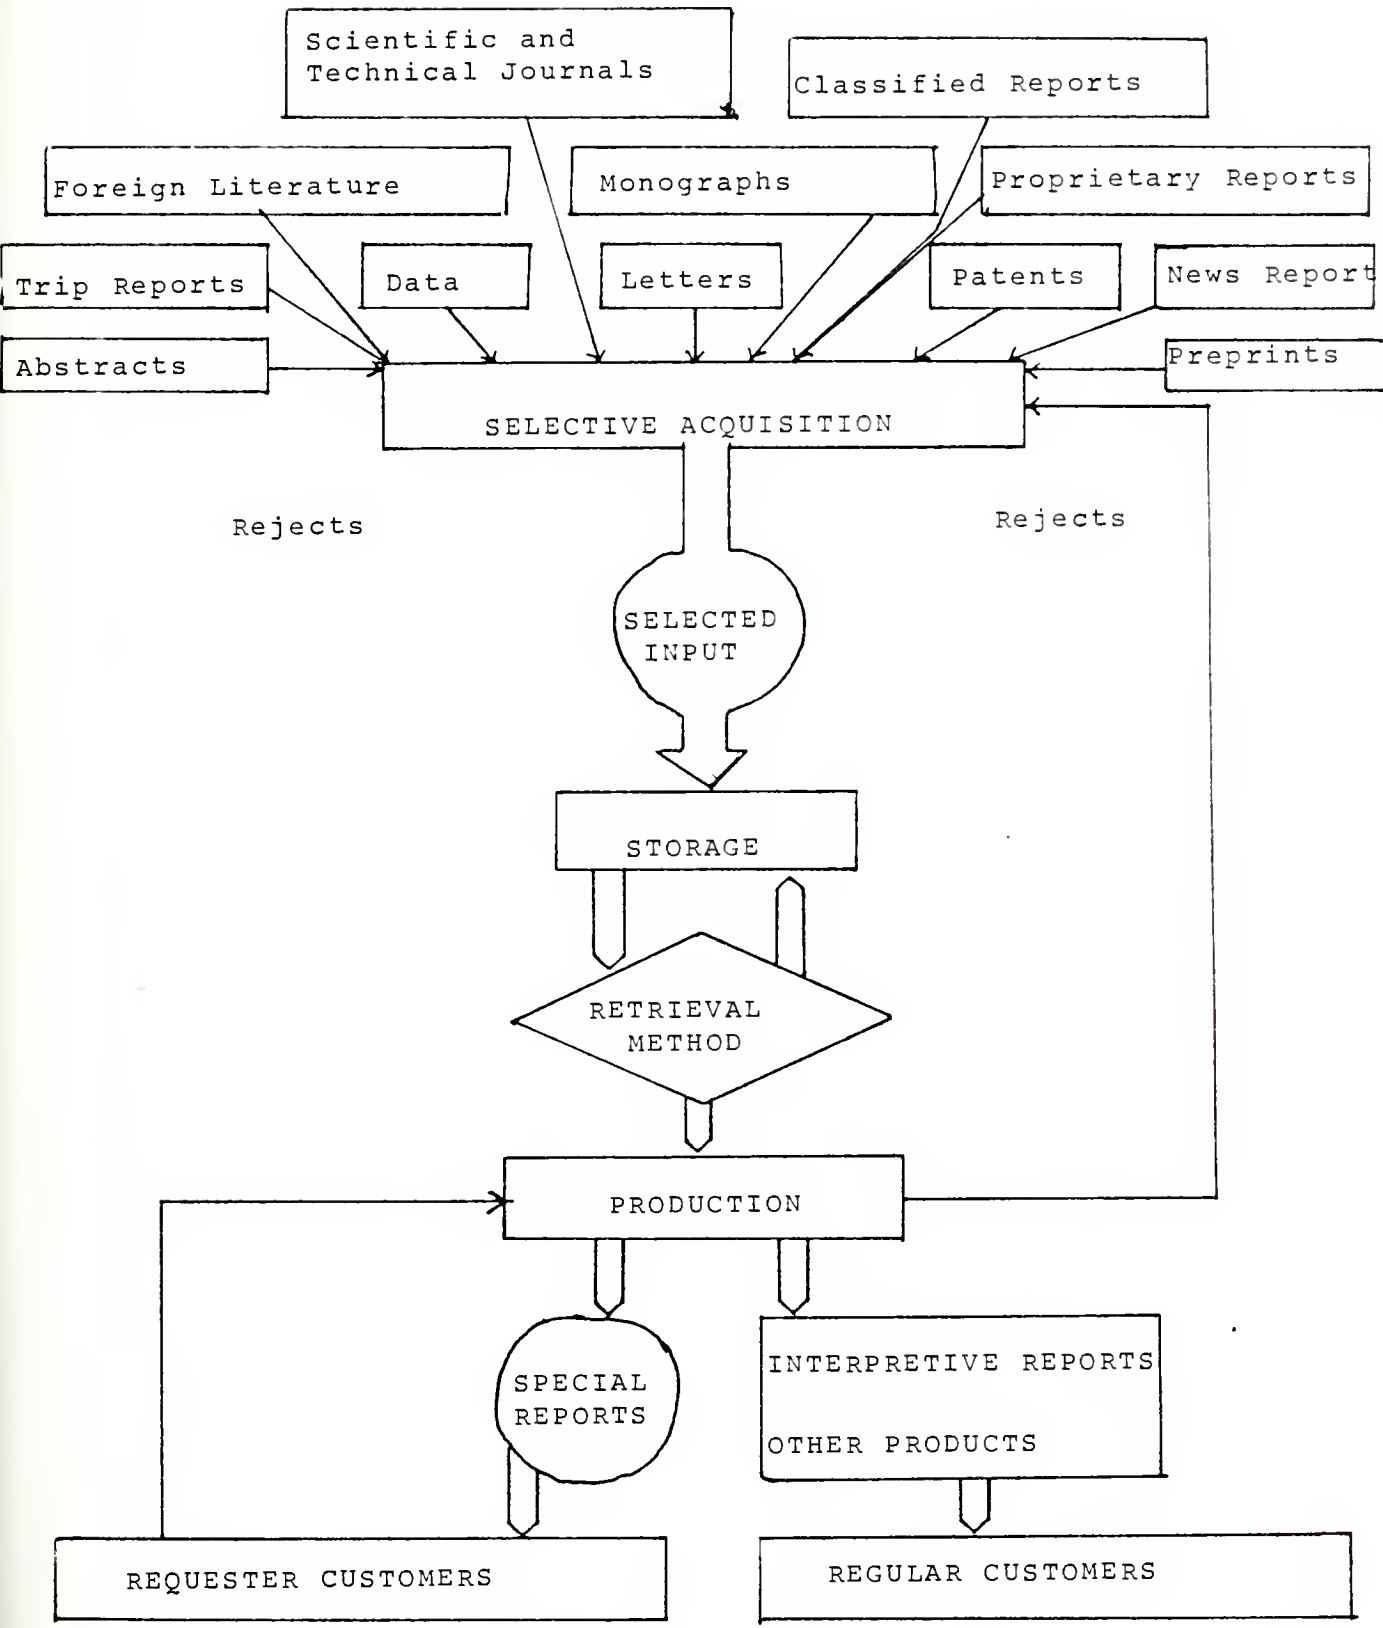 Scientific and
Technical Journals
Classified Reports
Foreign Literature
Monographs
Proprietary Reports
Trip Reports
Data
Letters
Patents
News Report
Abstracts
Preprints
SELECTIVE ACQUISITION
Rejects
Rejects
SELECTED
INPUT
STORAGE
RETRIEVAL
METHOD
PRODUCTION
SPECIAL
REPORTS
INTERPRETIVE REPORTS
OTHER PRODUCTS
REQUESTER CUSTOMERS
REGULAR CUSTOMERS